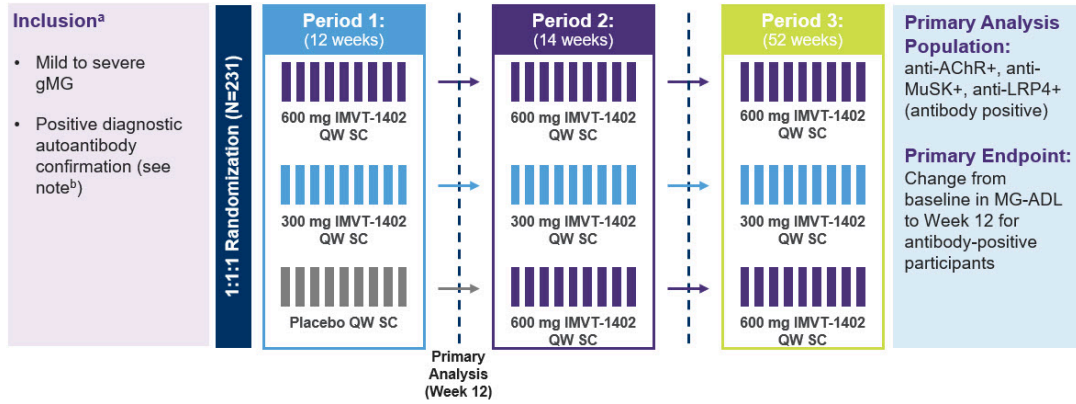 Inclusionᵃ
• Mild to severe
gMG
• Positive diagnostic
autoantibody
confirmation (see
noteᵇ)
1:1:1 Randomization (N=231)
Period 1:
(12 weeks)
600 mg IMVT-1402
QW SC
300 mg IMVT-1402
QW SC
Placebo QW SC
Primary
Analysis
(Week 12)
Period 2:
(14 weeks)
600 mg IMVT-1402
QW SC
300 mg IMVT-1402
QW SC
600 mg IMVT-1402
QW SC
Period 3:
(52 weeks)
600 mg IMVT-1402
QW SC
300 mg IMVT-1402
QW SC
600 mg IMVT-1402
QW SC
Primary Analysis
Population:
anti-AChR+, anti-
MuSK+, anti-LRP4+
(antibody positive)
Primary Endpoint:
Change from
baseline in MG-ADL
to Week 12 for
antibody-positive
participants